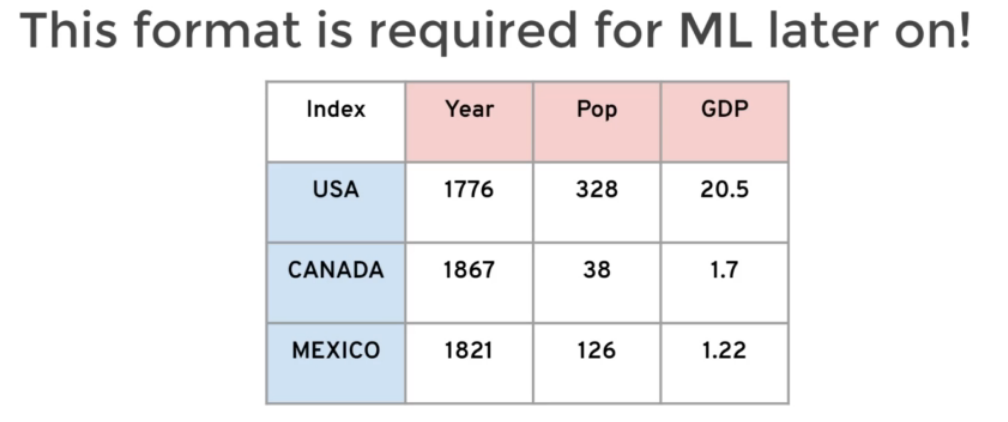 This format is required for ML later on!
Index Year Pop GDP
USA 1776 328 20.5
CANADA 1867 38 1.7
MEXICO 1821 126 1.22